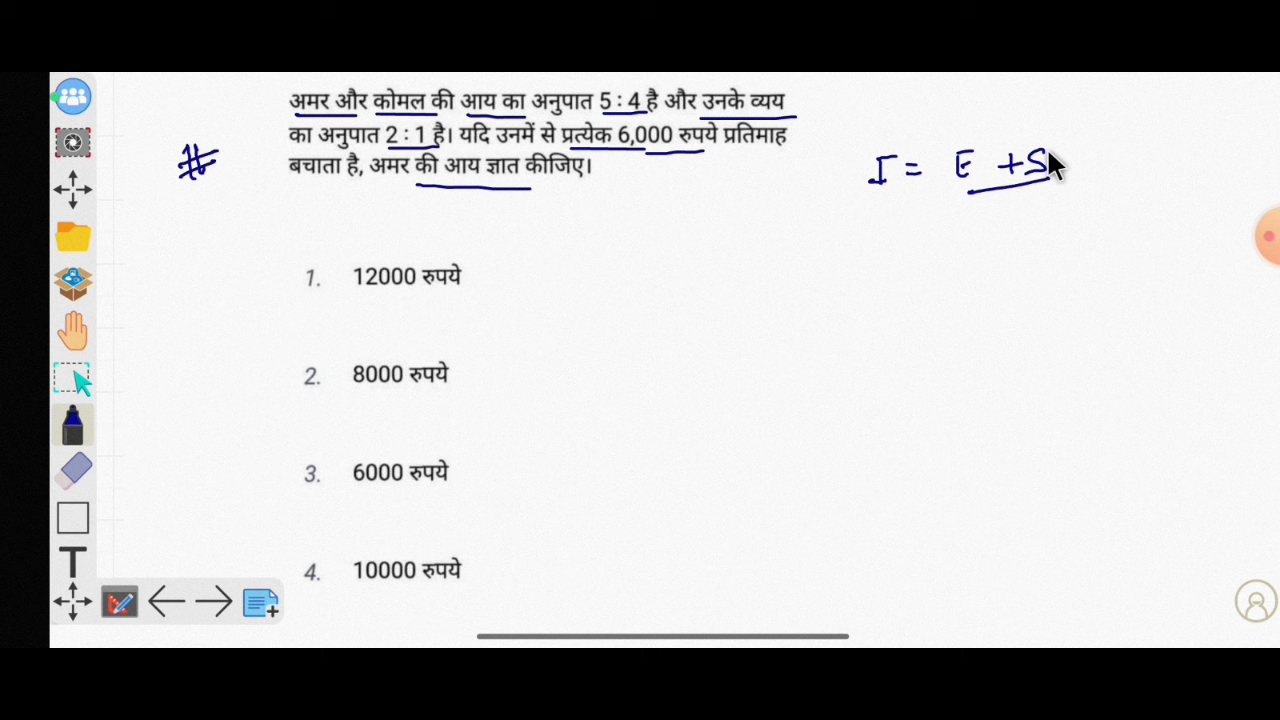 अमर और कोमल की आय का अनुपात 5 : 4 है और उनके व्यय
का अनुपात 2 : 1 है। यदि उनमें से प्रत्येक 6,000 रुपये प्रतिमाह
बचाता है, अमर की आय ज्ञात कीजिए।
#
I = E + S
1. 12000 रुपये
2. 8000 रुपये
3. 6000 रुपये
4. 10000 रुपये
T